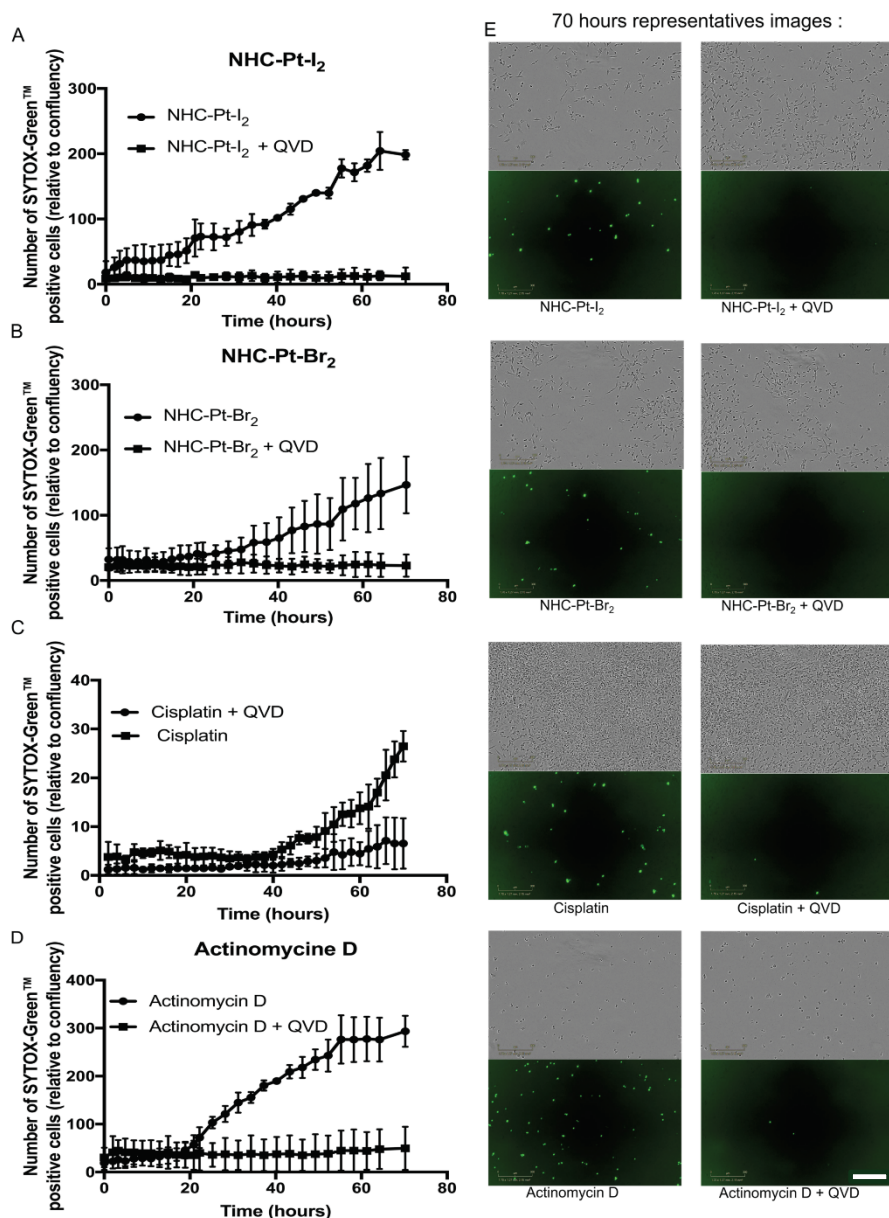 A
NHC-Pt-I₂
Number of SYTOX-Green™
positive cells (relative to confluency)
300
200
100
0
NHC-Pt-I₂
NHC-Pt-I₂ + QVD
0
20
40
60
80
Time (hours)
B
NHC-Pt-Br₂
Number of SYTOX-Green™
positive cells (relative to confluency)
300
200
100
0
NHC-Pt-Br₂
NHC-Pt-Br₂ + QVD
0
20
40
60
80
Time (hours)
C
Number of SYTOX-Green™
positive cells (relative to confluency)
40
30
20
10
0
Cisplatin + QVD
Cisplatin
0
20
40
60
80
Time (hours)
D
Actinomycine D
Number of SYTOX-Green™
positive cells (relative to confluency)
400
300
200
100
0
Actinomycin D
Actinomycin D + QVD
0
20
40
60
80
Time (hours)
E
70 hours representatives images :
NHC-Pt-I₂
NHC-Pt-I₂ + QVD
NHC-Pt-Br₂
NHC-Pt-Br₂ + QVD
Cisplatin
Cisplatin + QVD
Actinomycin D
Actinomycin D + QVD